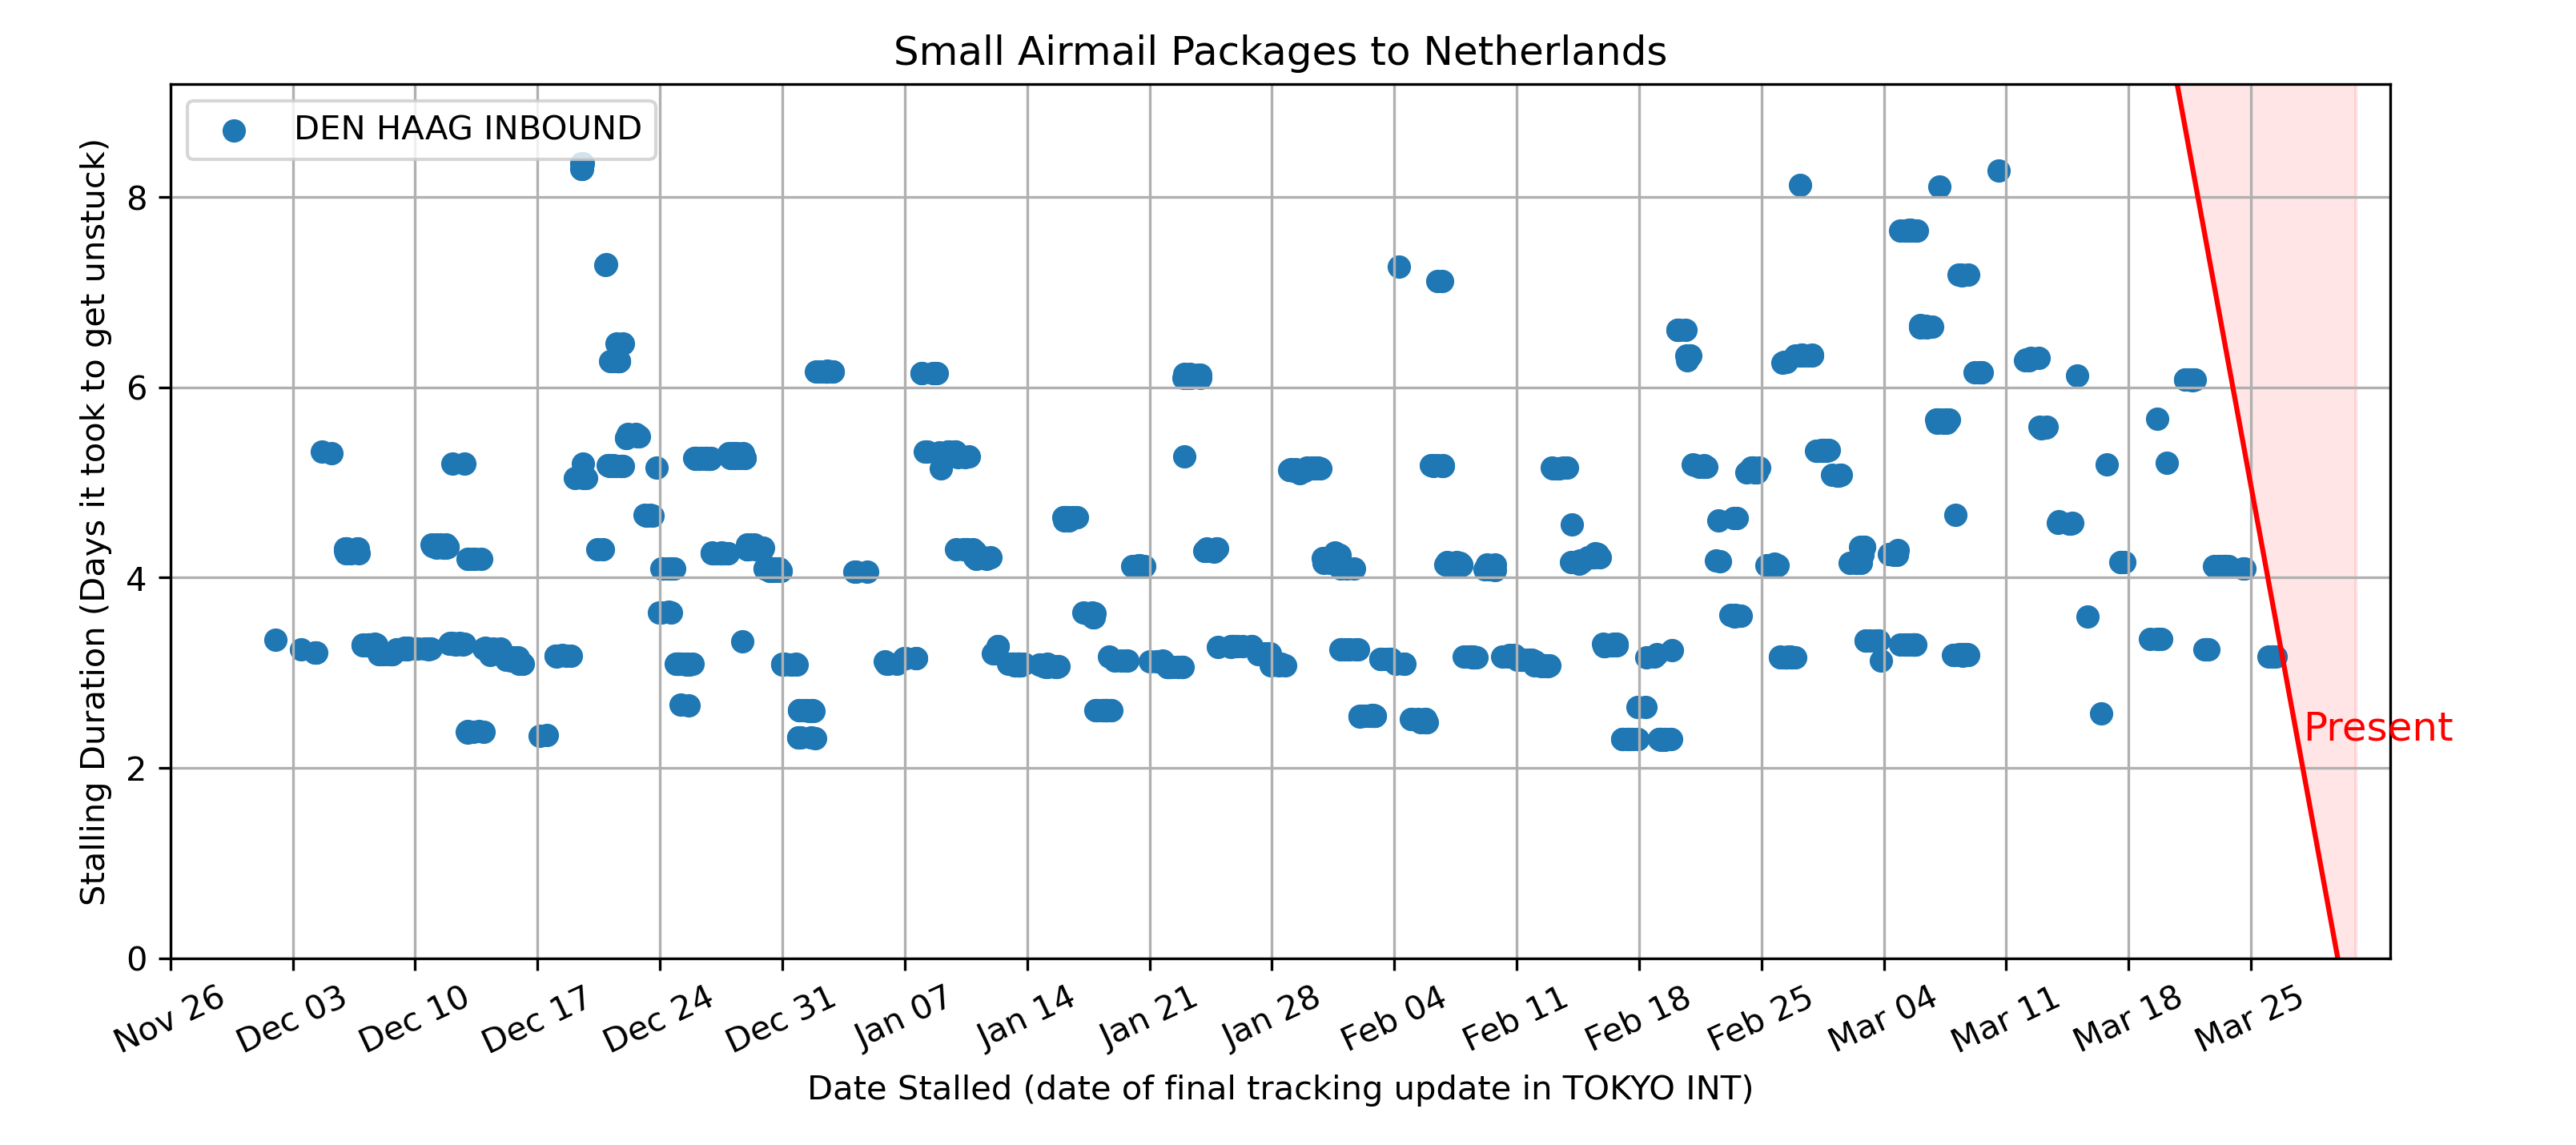 Small Airmail Packages to Netherlands
DEN HAAG INBOUND
Stalling Duration (Days it took to get unstuck)
8
6
4
2
0
Present
Nov 26
Dec 03
Dec 10
Dec 17
Dec 24
Dec 31
Jan 07
Jan 14
Jan 21
Jan 28
Feb 04
Feb 11
Feb 18
Feb 25
Mar 04
Mar 11
Mar 18
Mar 25
Date Stalled (date of final tracking update in TOKYO INT)